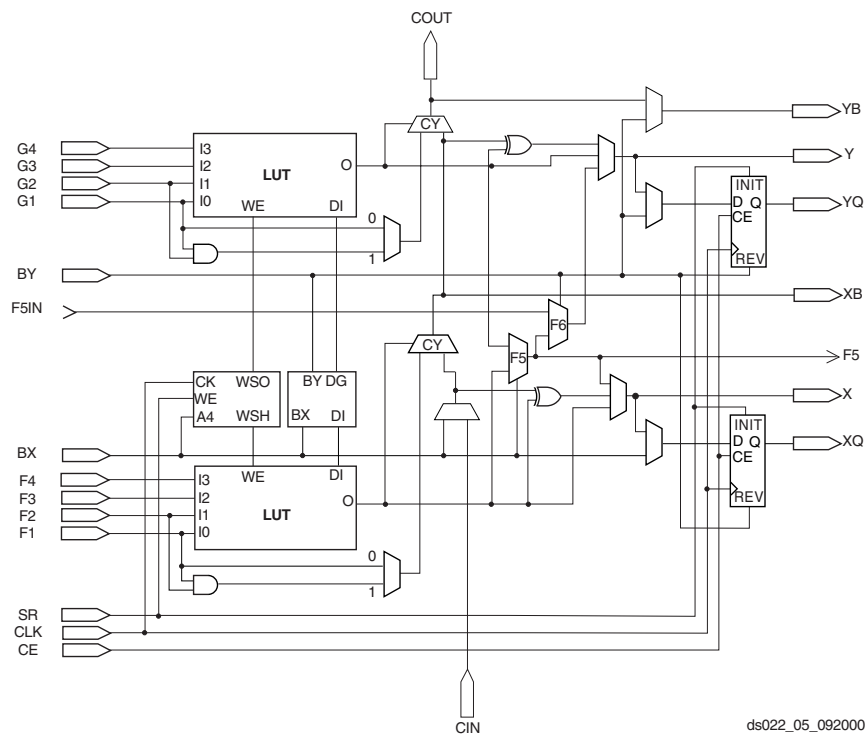 COUT
YB
CY
G4
G3
G2
G1
I3
I2
I1
I0
LUT
O
WE
DI
0
1
Y
INIT
D Q
CE
REV
YQ
BY
XB
F5IN
F6
CY
F5
F5
CK
WE
A4
WSO
WSH
BY DG
BX
DI
X
INIT
D Q
CE
REV
XQ
BX
F4
F3
F2
F1
WE
DI
I3
I2
I1
I0
LUT
O
0
1
SR
CLK
CE
CIN
ds022_05_092000